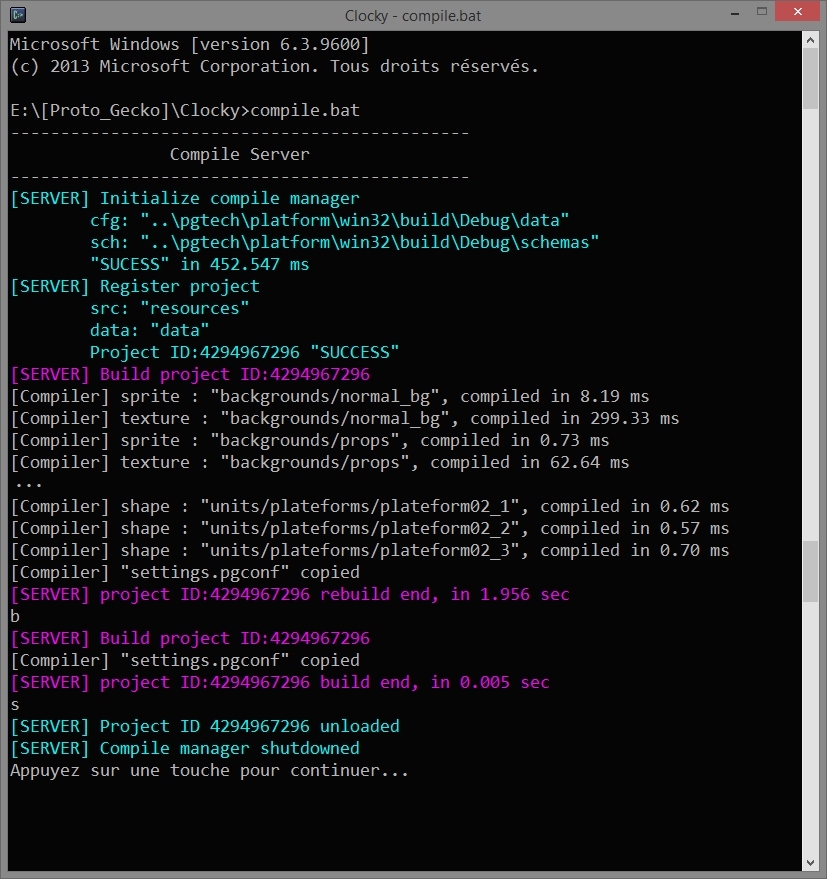 Clocky - compile.bat
Microsoft Windows [version 6.3.9600]
(c) 2013 Microsoft Corporation. Tous droits réservés.
E:\[Proto_Gecko]\Clocky>compile.bat
----------------------------------------------
Compile Server
----------------------------------------------
[SERVER] Initialize compile manager
cfg: "..\pgtech\platform\win32\build\Debug\data"
sch: "..\pgtech\platform\win32\build\Debug\schemas"
"SUCESS" in 452.547 ms
[SERVER] Register project
src: "resources"
data: "data"
Project ID:4294967296 "SUCCESS"
[SERVER] Build project ID:4294967296
[Compiler] sprite : "backgrounds/normal_bg", compiled in 8.19 ms
[Compiler] texture : "backgrounds/normal_bg", compiled in 299.33 ms
[Compiler] sprite : "backgrounds/props", compiled in 0.73 ms
[Compiler] texture : "backgrounds/props", compiled in 62.64 ms
...
[Compiler] shape : "units/plateforms/plateform02_1", compiled in 0.62 ms
[Compiler] shape : "units/plateforms/plateform02_2", compiled in 0.57 ms
[Compiler] shape : "units/plateforms/plateform02_3", compiled in 0.70 ms
[Compiler] "settings.pgconf" copied
[SERVER] project ID:4294967296 rebuild end, in 1.956 sec
b
[SERVER] Build project ID:4294967296
[Compiler] "settings.pgconf" copied
[SERVER] project ID:4294967296 build end, in 0.005 sec
s
[SERVER] Project ID 4294967296 unloaded
[SERVER] Compile manager shutdowned
Appuyez sur une touche pour continuer...